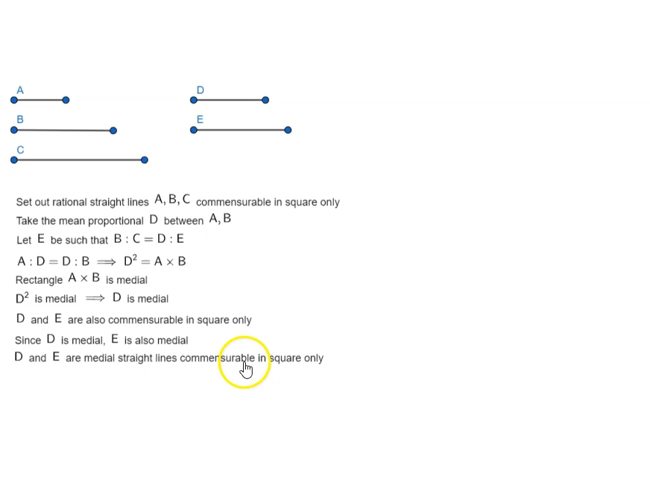 A
D
B
E
C
Set out rational straight lines A, B, C commensurable in square only
Take the mean proportional D between A, B
Let E be such that B : C = D : E
A : D = D : B ⟹ D² = A × B
Rectangle A × B is medial
D² is medial ⟹ D is medial
D and E are also commensurable in square only
Since D is medial, E is also medial
D and E are medial straight lines commensurable in square only